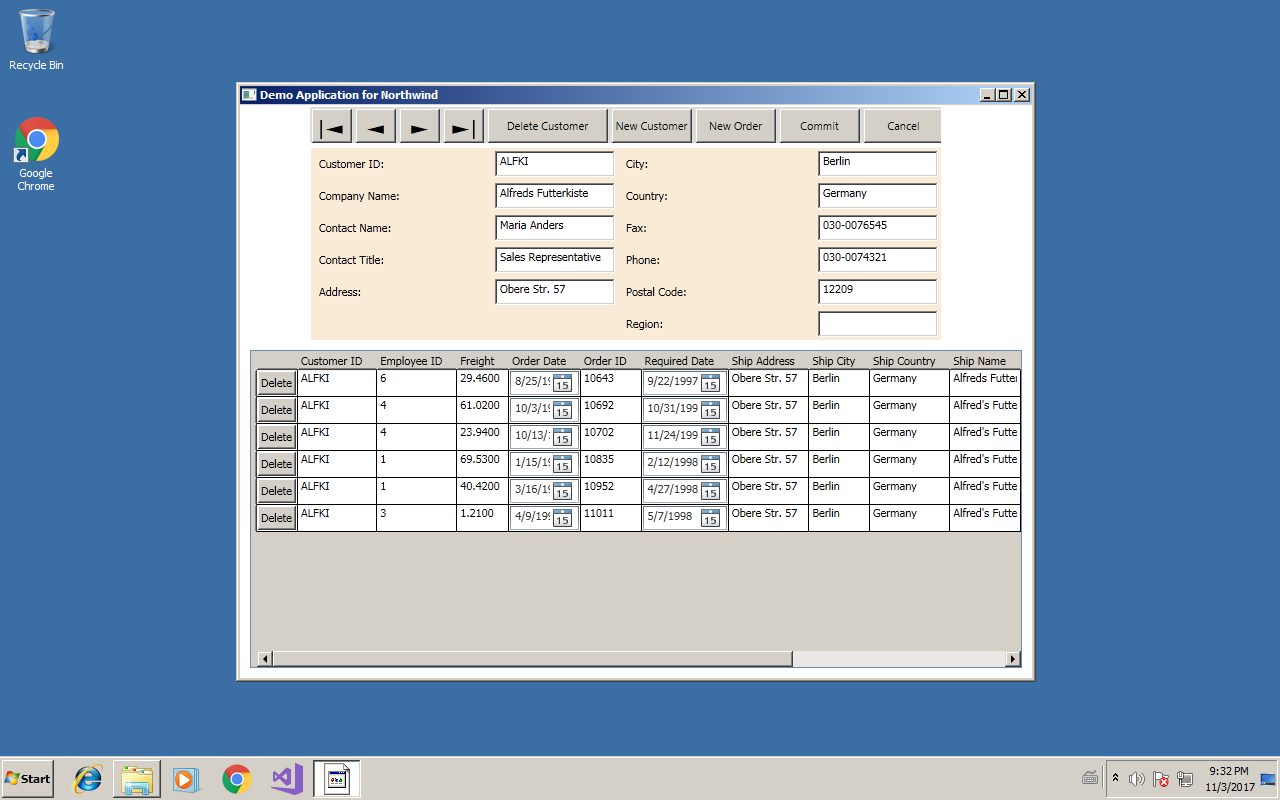 Recycle Bin
Google
Chrome
Demo Application for Northwind
Delete Customer New Customer New Order Commit Cancel
Customer ID: ALFKI City: Berlin
Company Name: Alfreds Futterkiste Country: Germany
Contact Name: Maria Anders Fax: 030-0076545
Contact Title: Sales Representative Phone: 030-0074321
Address: Obere Str. 57 Postal Code: 12209
Region:
Customer ID Employee ID Freight Order Date Order ID Required Date Ship Address Ship City Ship Country Ship Name
Delete ALFKI 6 29.4600 8/25/19 15 10643 9/22/1997 15 Obere Str. 57 Berlin Germany Alfreds Futter
Delete ALFKI 4 61.0200 10/3/19 15 10692 10/31/199 15 Obere Str. 57 Berlin Germany Alfred's Futte
Delete ALFKI 4 23.9400 10/13/ 15 10702 11/24/199 15 Obere Str. 57 Berlin Germany Alfred's Futte
Delete ALFKI 1 69.5300 1/15/19 15 10835 2/12/1998 15 Obere Str. 57 Berlin Germany Alfred's Futte
Delete ALFKI 1 40.4200 3/16/19 15 10952 4/27/1998 15 Obere Str. 57 Berlin Germany Alfred's Futte
Delete ALFKI 3 1.2100 4/9/199 15 11011 5/7/1998 15 Obere Str. 57 Berlin Germany Alfred's Futte
Start
9:32 PM
11/3/2017